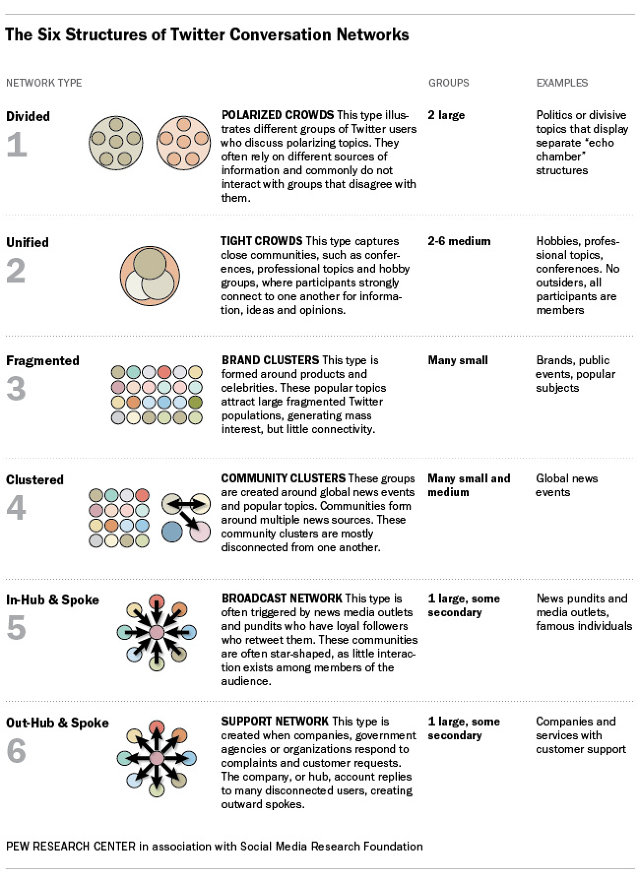 The Six Structures of Twitter Conversation Networks
NETWORK TYPE
GROUPS
EXAMPLES
Divided
1
POLARIZED CROWDS This type illus-
trates different groups of Twitter users
who discuss polarizing topics. They
often rely on different sources of
information and commonly do not
interact with groups that disagree with
them.
2 large
Politics or divisive
topics that display
separate "echo
chamber"
structures
Unified
2
TIGHT CROWDS This type captures
close communities, such as confer-
ences, professional topics and hobby
groups, where participants strongly
connect to one another for informa-
tion, ideas and opinions.
2-6 medium
Hobbies, profes-
sional topics,
conferences. No
outsiders, all
participants are
members
Fragmented
3
BRAND CLUSTERS This type is
formed around products and
celebrities. These popular topics
attract large fragmented Twitter
populations, generating mass
interest, but little connectivity.
Many small
Brands, public
events, popular
subjects
Clustered
4
COMMUNITY CLUSTERS These groups
are created around global news events
and popular topics. Communities form
around multiple news sources. These
community clusters are mostly
disconnected from one another.
Many small and
medium
Global news
events
In-Hub & Spoke
5
BROADCAST NETWORK This type is
often triggered by news media outlets
and pundits who have loyal followers
who retweet them. These communities
are often star-shaped, as little interac-
tion exists among members of the
audience.
1 large, some
secondary
News pundits and
media outlets,
famous individuals
Out-Hub & Spoke
6
SUPPORT NETWORK This type is
created when companies, government
agencies or organizations respond to
complaints and customer requests.
The company, or hub, account replies
to many disconnected users, creating
outward spokes.
1 large, some
secondary
Companies and
services with
customer support
PEW RESEARCH CENTER in association with Social Media Research Foundation